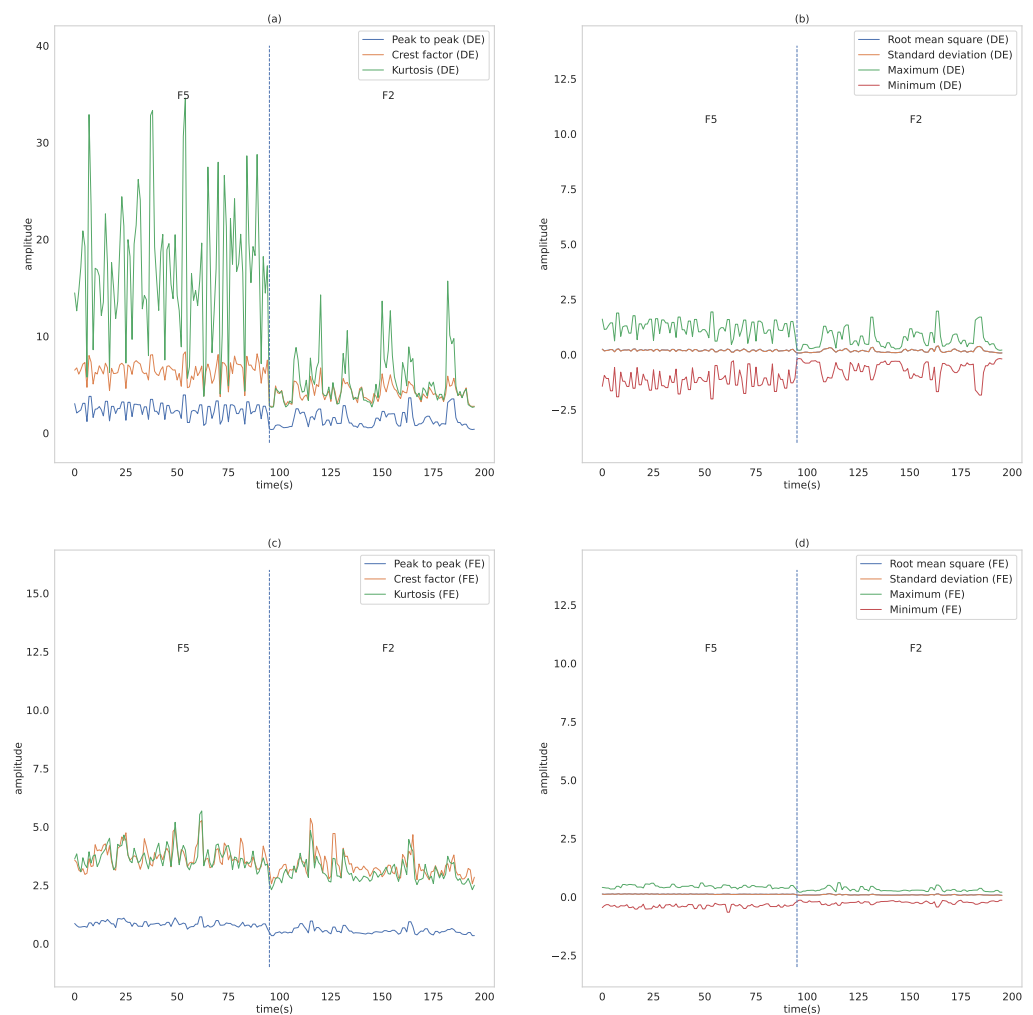 (a)
Peak to peak (DE)
Crest factor (DE)
Kurtosis (DE)
F5
F2
40
30
20
10
0
amplitude
0 25 50 75 100 125 150 175 200
time(s)
(b)
Root mean square (DE)
Standard deviation (DE)
Maximum (DE)
Minimum (DE)
F5
F2
12.5
10.0
7.5
5.0
2.5
0.0
−2.5
amplitude
0 25 50 75 100 125 150 175 200
time(s)
(c)
Peak to peak (FE)
Crest factor (FE)
Kurtosis (FE)
F5
F2
15.0
12.5
10.0
7.5
5.0
2.5
0.0
amplitude
0 25 50 75 100 125 150 175 200
time(s)
(d)
Root mean square (FE)
Standard deviation (FE)
Maximum (FE)
Minimum (FE)
F5
F2
12.5
10.0
7.5
5.0
2.5
0.0
−2.5
amplitude
0 25 50 75 100 125 150 175 200
time(s)